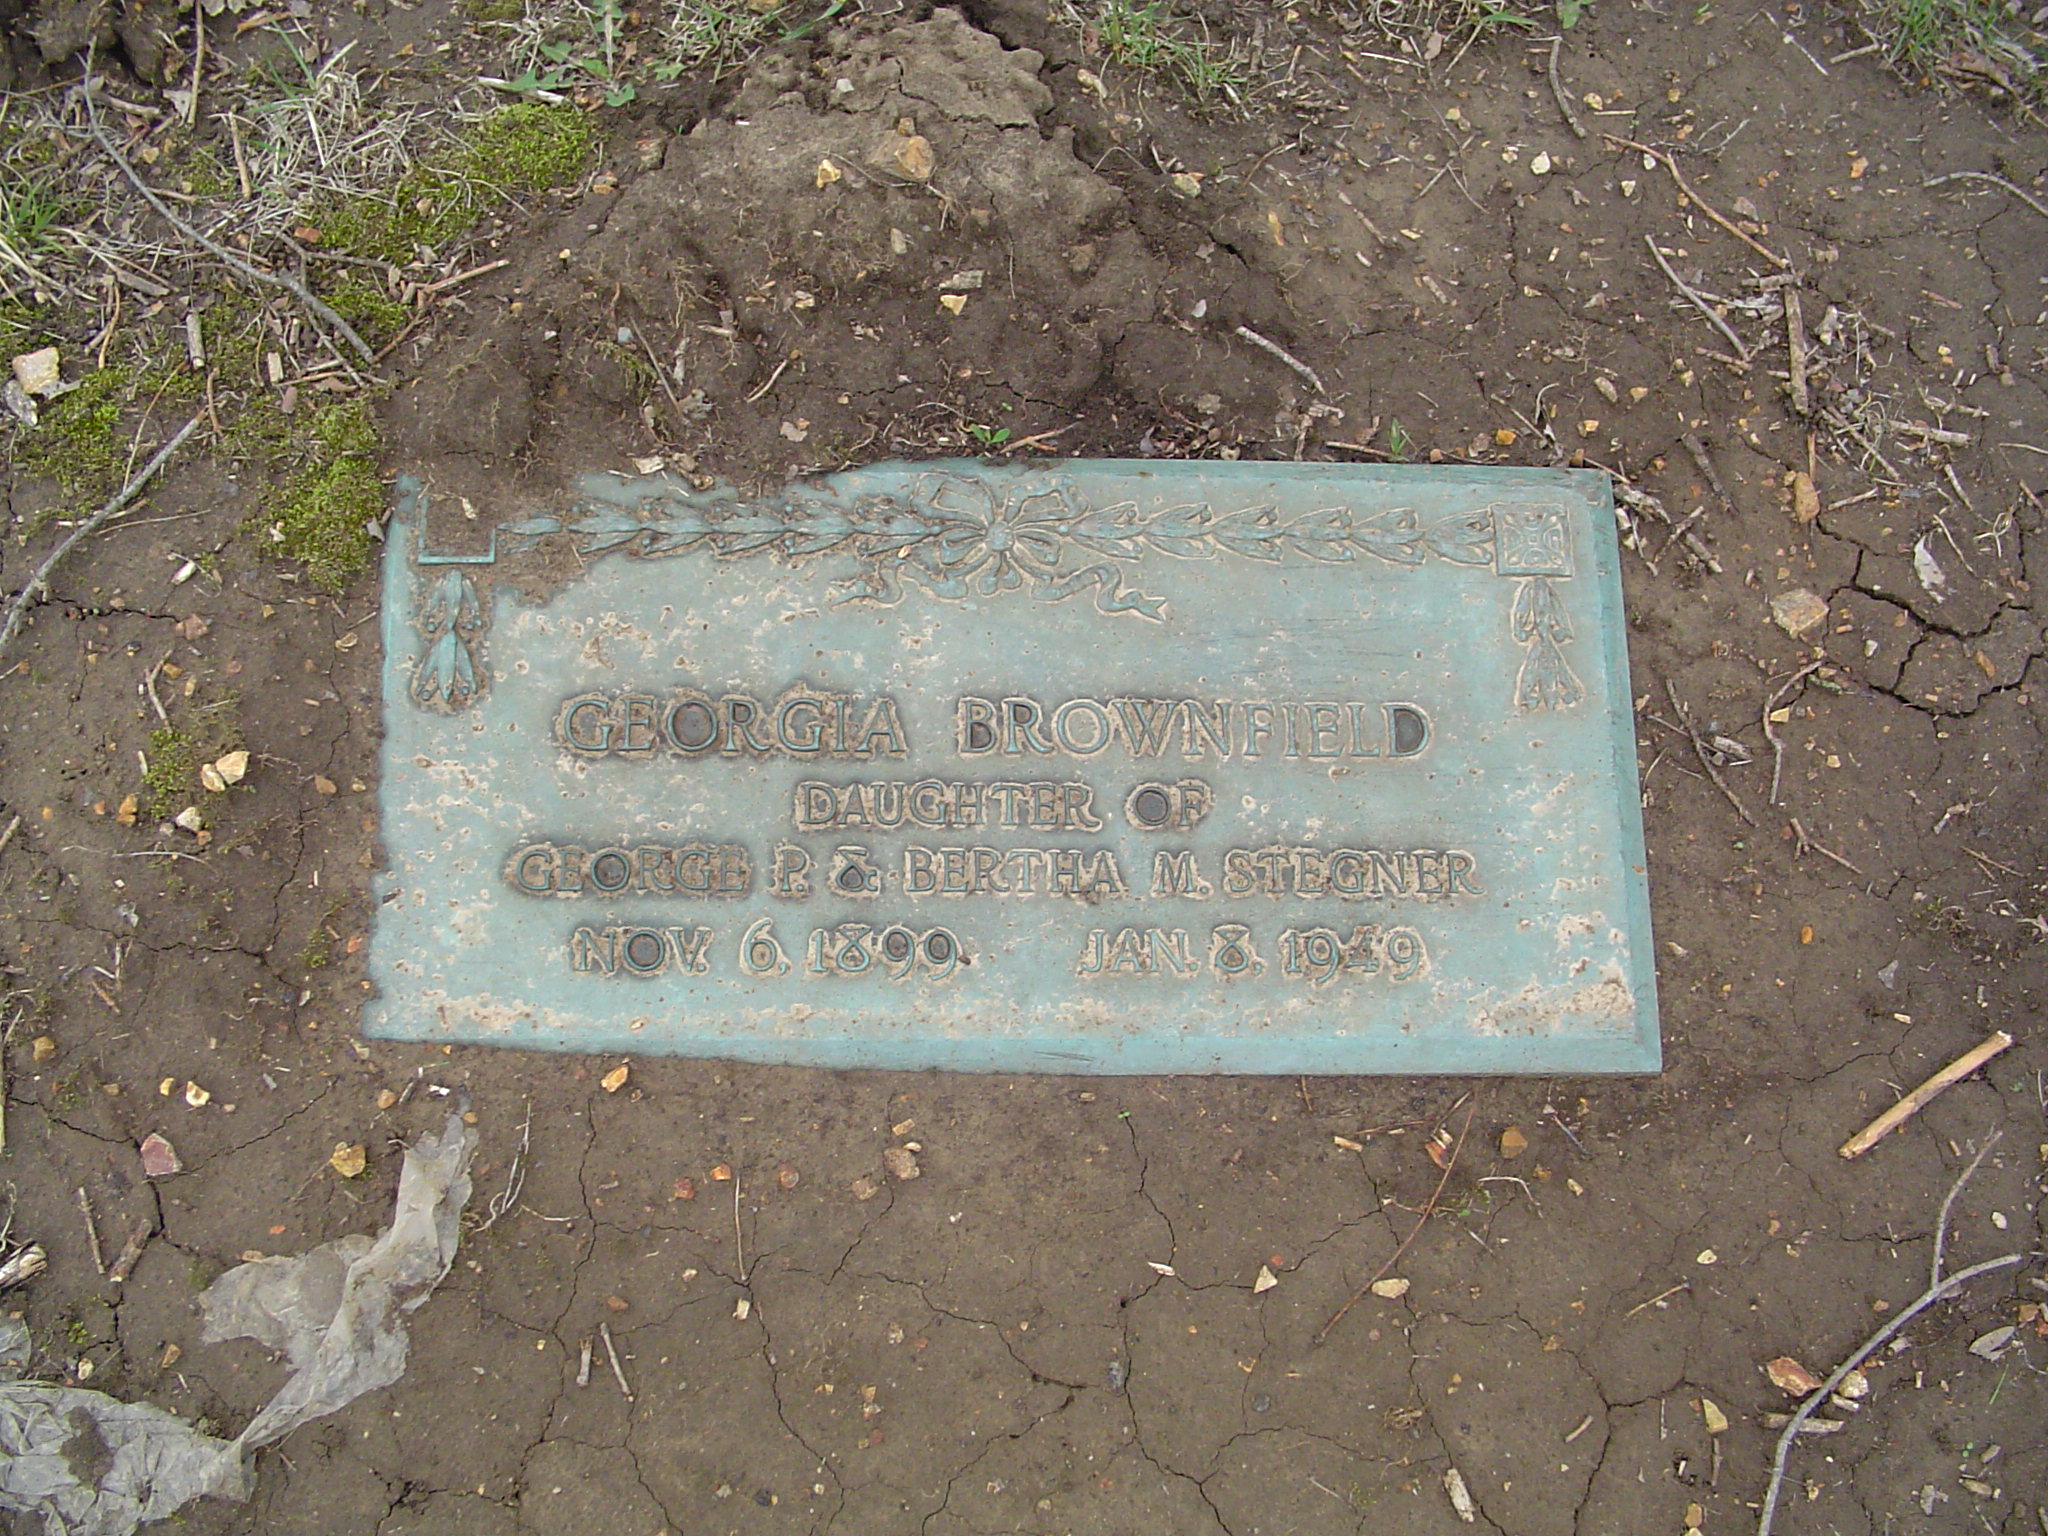 GEORGIA BROWNFIELD
DAUGHTER OF
GEORGE P. & BERTHA M. STEGNER
NOV. 6, 1899 JAN. 8, 1949